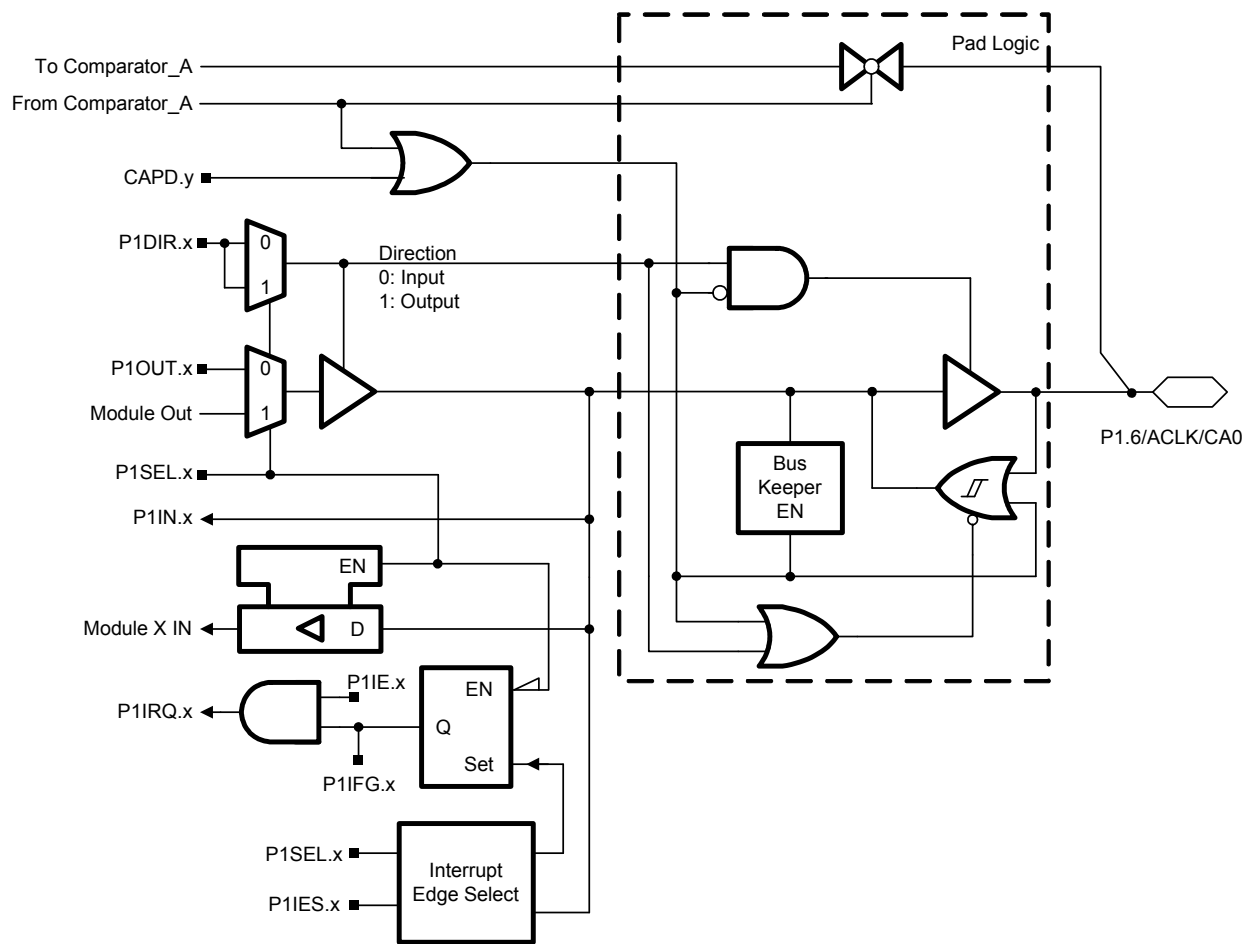 Pad Logic
To Comparator_A
From Comparator_A
CAPD.y
P1DIR.x
0
1
Direction
0: Input
1: Output
P1OUT.x
0
Module Out
1
P1.6/ACLK/CA0
P1SEL.x
Bus
Keeper
EN
P1IN.x
EN
Module X IN
D
P1IE.x
EN
P1IRQ.x
Q
Set
P1IFG.x
P1SEL.x
Interrupt
Edge Select
P1IES.x